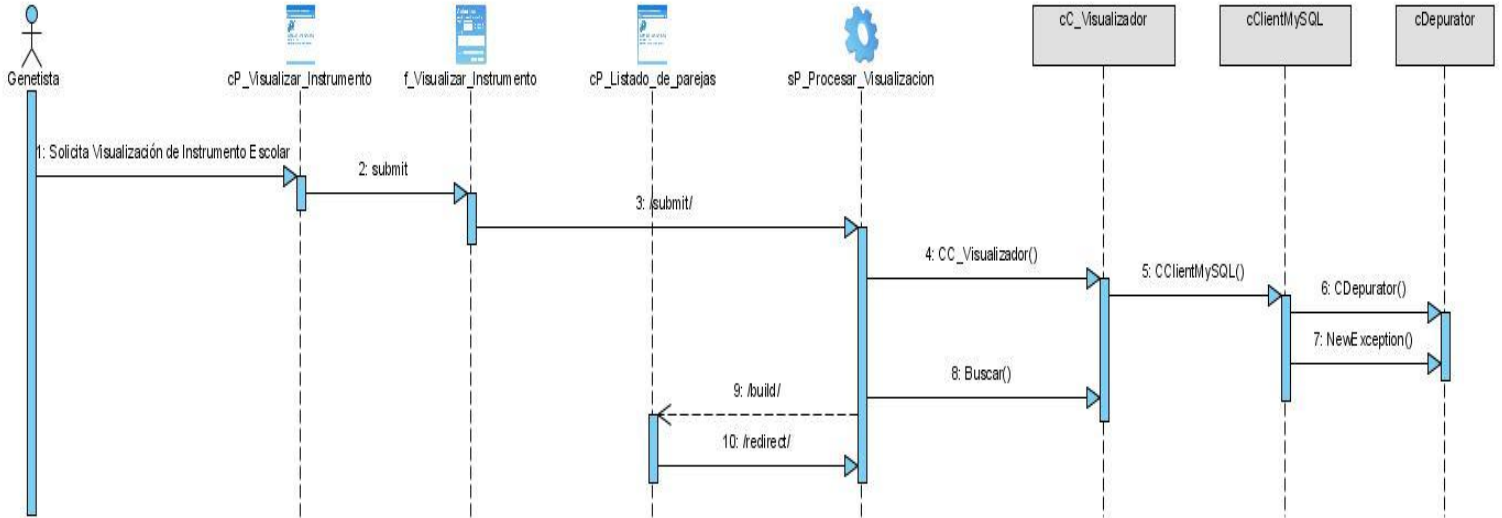 cC_Visualizador
cClientMySQL
cDepurator
Genetista
cP_Visualizar_Instrumento
f_Visualizar_Instrumento
cP_Listado_de_parejas
sP_Procesar_Visualizacion
1: Solicita Visualización de Instrumento Escolar
2: submit
3: /submit/
4: CC_Visualizador()
5: CClientMySQL()
6: CDepurator()
7: NewException()
8: Buscar()
9: /build/
10: /redirect/